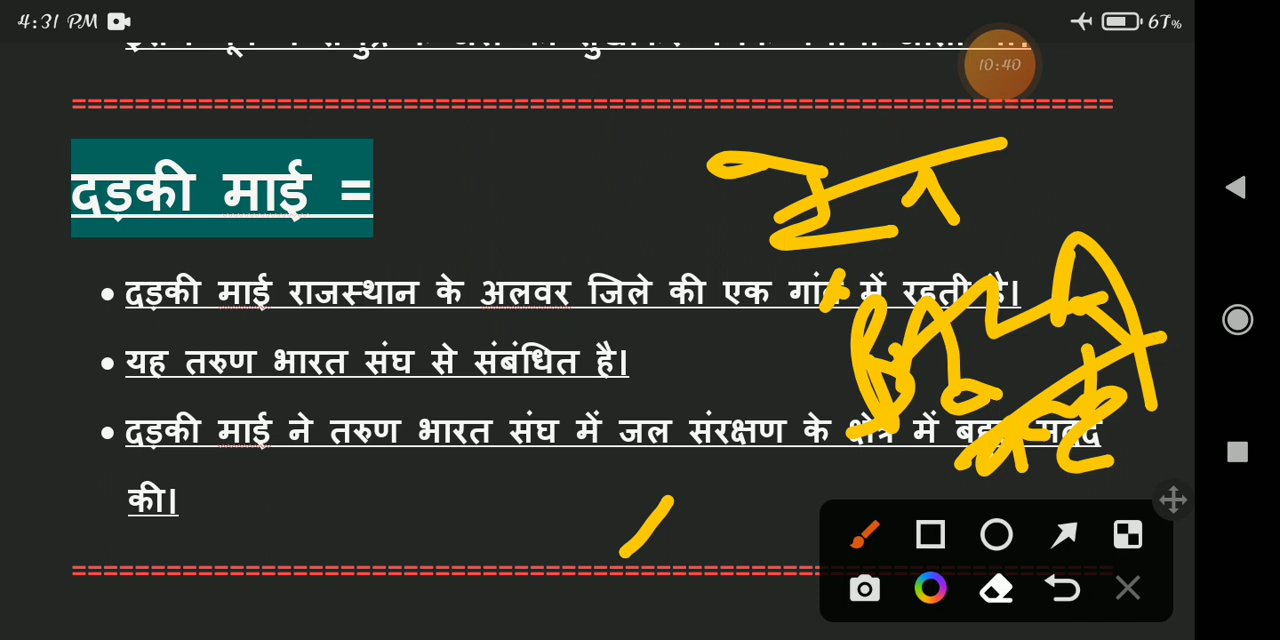 4:31 PM
67%
10:40
दड़की माई =
• दड़की माई राजस्थान के अलवर जिले की एक गांव में रहती है।
• यह तरुण भारत संघ से संबंधित है।
• दड़की माई ने तरुण भारत संघ में जल संरक्षण के क्षेत्र में बहुत मदद
की।